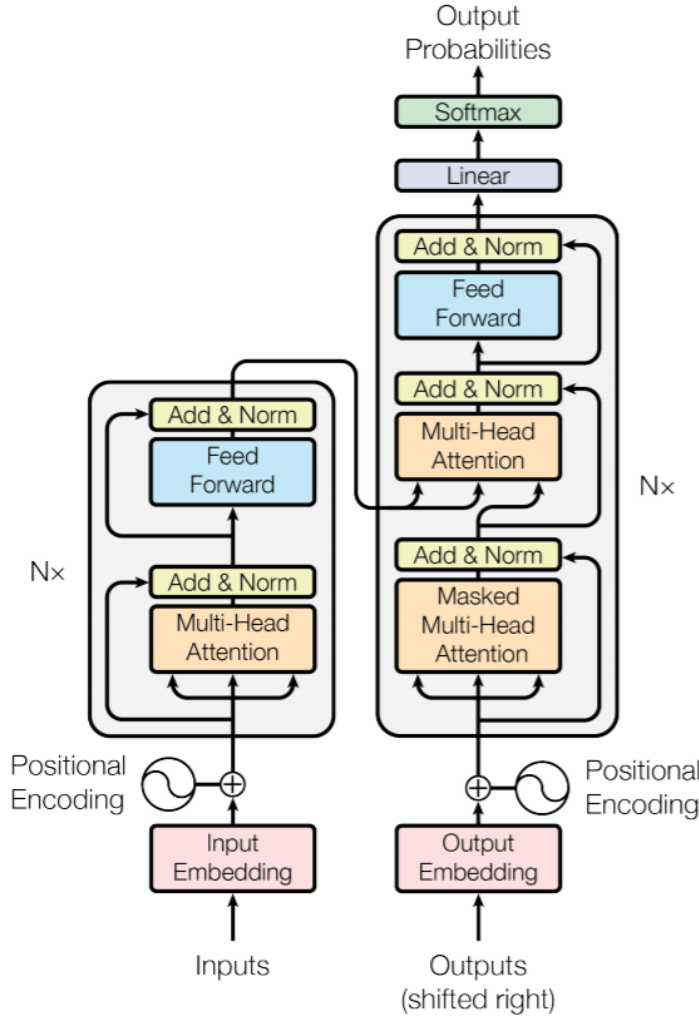 Output
Probabilities
Softmax
Linear
Add & Norm
Feed
Forward
Add & Norm
Multi-Head
Attention
Nx
Add & Norm
Masked
Multi-Head
Attention
Add & Norm
Feed
Forward
Nx
Add & Norm
Multi-Head
Attention
Positional
Encoding
Positional
Encoding
Input
Embedding
Output
Embedding
Inputs
Outputs
(shifted right)